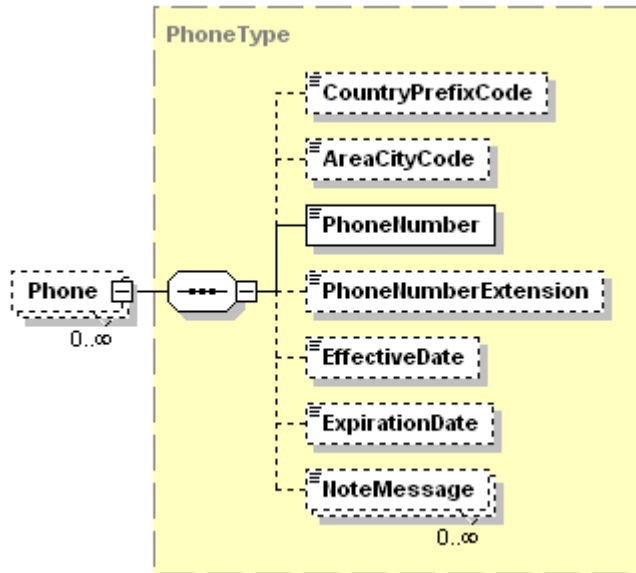 PhoneType
CountryPrefixCode
AreaCityCode
PhoneNumber
Phone
0..∞
PhoneNumberExtension
EffectiveDate
ExpirationDate
NoteMessage
0..∞